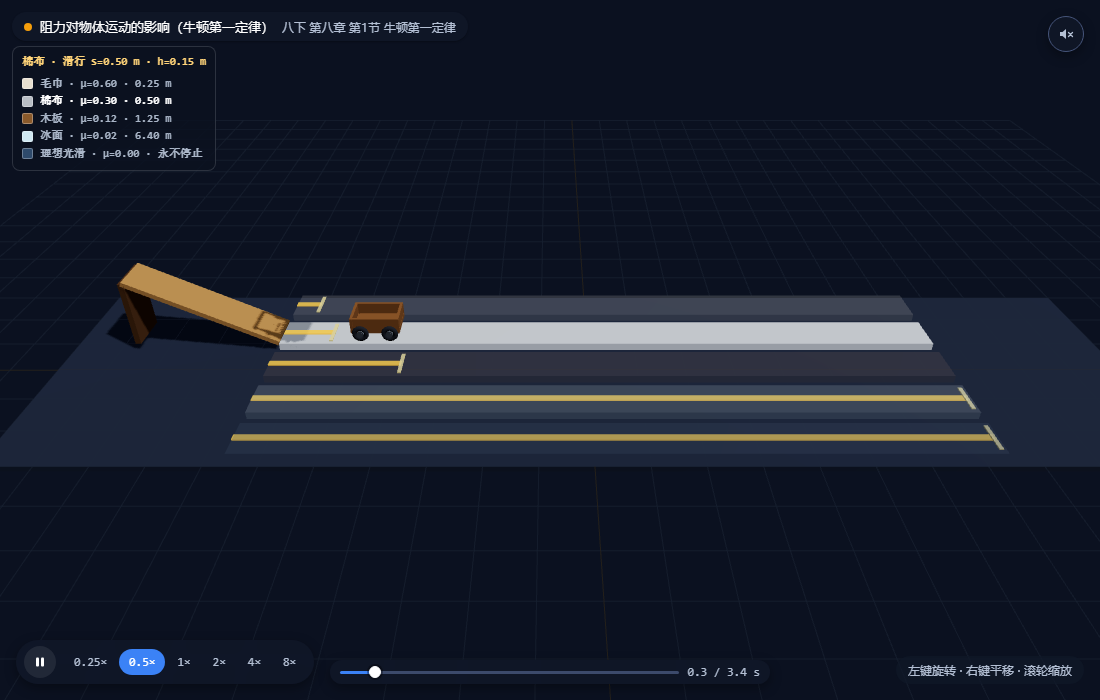 阻力对物体运动的影响（牛顿第一定律） 八下 第八章 第1节 牛顿第一定律
棉布 · 滑行 s=0.50 m · h=0.15 m
毛巾 · μ=0.60 · 0.25 m
棉布 · μ=0.30 · 0.50 m
木板 · μ=0.12 · 1.25 m
冰面 · μ=0.02 · 6.40 m
理想光滑 · μ=0.00 · 永不停止
0.25× 0.5× 1× 2× 4× 8× 0.3 / 3.4 s 左键旋转 · 右键平移 · 滚轮缩放